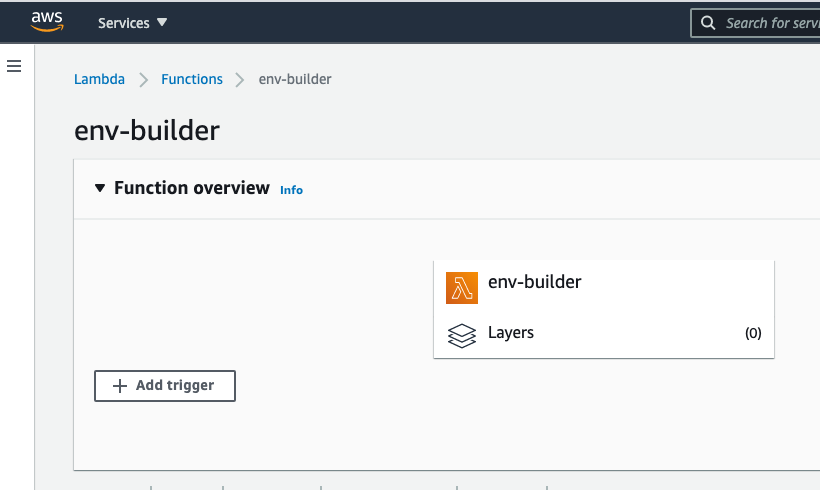 aws Services Search for servi
Lambda Functions env-builder
env-builder
Function overview Info
env-builder
Layers (0)
Add trigger